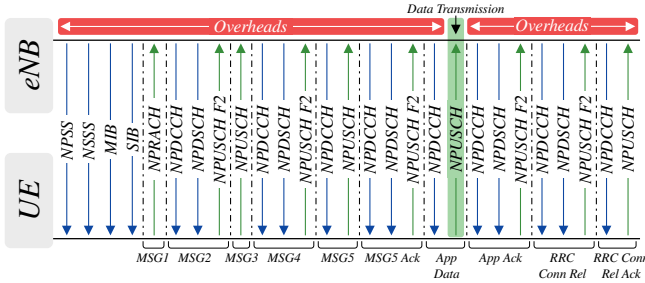 Data Transmission
Overheads
Overheads
eNB
UE
NPSS
NSSS
MIB
SIB
NPRACH
NPDCCH
NPDSCH
NPUSCH F2
NPUSCH
NPDCCH
NPDSCH
NPUSCH F2
NPDCCH
NPUSCH
NPDCCH
NPDSCH
NPUSCH F2
NPDCCH
NPUSCH
NPDCCH
NPDSCH
NPUSCH F2
NPDCCH
NPDSCH
NPUSCH F2
NPDCCH
NPUSCH
MSG1
MSG2
MSG3
MSG4
MSG5
MSG5 Ack
App
Data
App Ack
RRC
Conn Rel
RRC Conn
Rel Ack